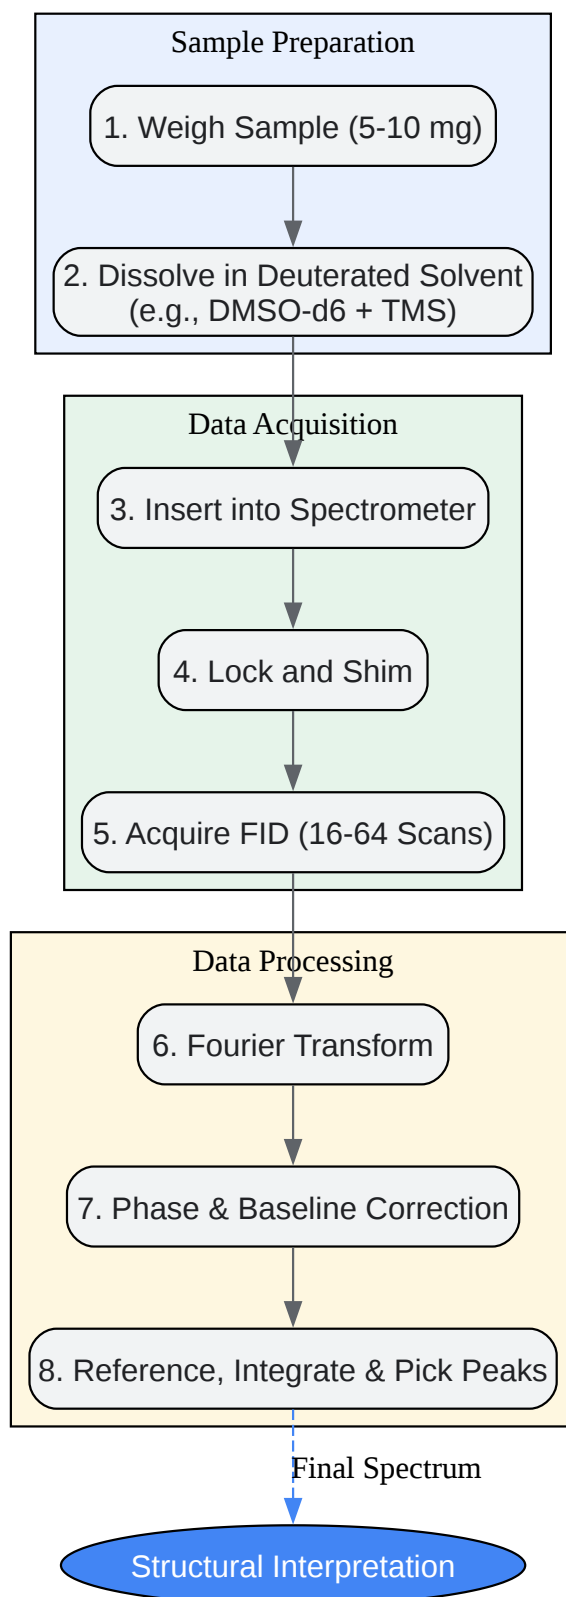 Sample Preparation
1. Weigh Sample (5-10 mg)
2. Dissolve in Deuterated Solvent
(e.g., DMSO-d6 + TMS)
Data Acquisition
3. Insert into Spectrometer
4. Lock and Shim
5. Acquire FID (16-64 Scans)
Data Processing
6. Fourier Transform
7. Phase & Baseline Correction
8. Reference, Integrate & Pick Peaks
Final Spectrum
Structural Interpretation